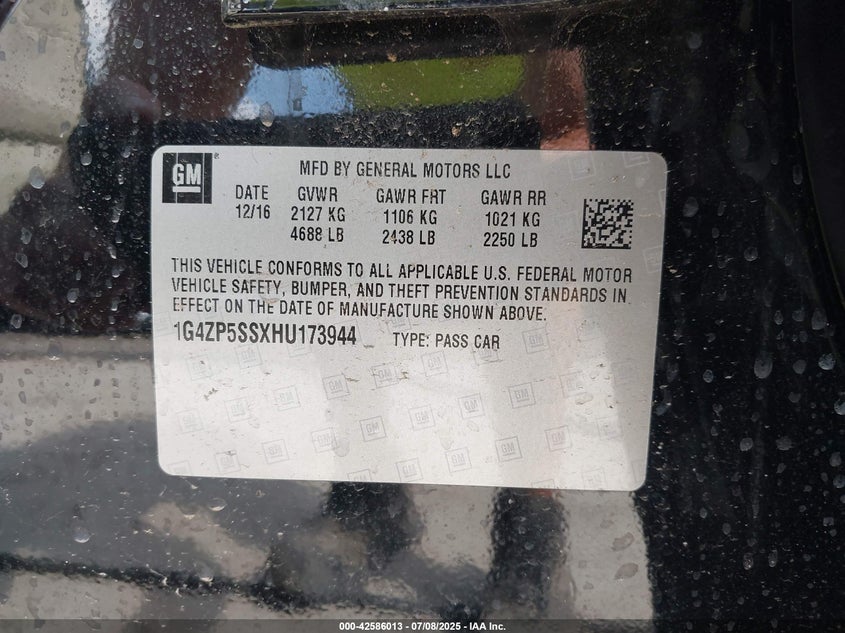 GM
MFD BY GENERAL MOTORS LLC
DATE GVWR GAWR FRT GAWR RR
12/16 2127 KG 1106 KG 1021 KG
4688 LB 2438 LB 2250 LB
THIS VEHICLE CONFORMS TO ALL APPLICABLE U.S. FEDERAL MOTOR
VEHICLE SAFETY, BUMPER, AND THEFT PREVENTION STANDARDS IN
EFFECT ON THE DATE OF MANUFACTURE SHOWN ABOVE.
1G4ZP5SSXHU173944 TYPE: PASS CAR
000-42586013 - 07/08/2025 - IAA Inc.